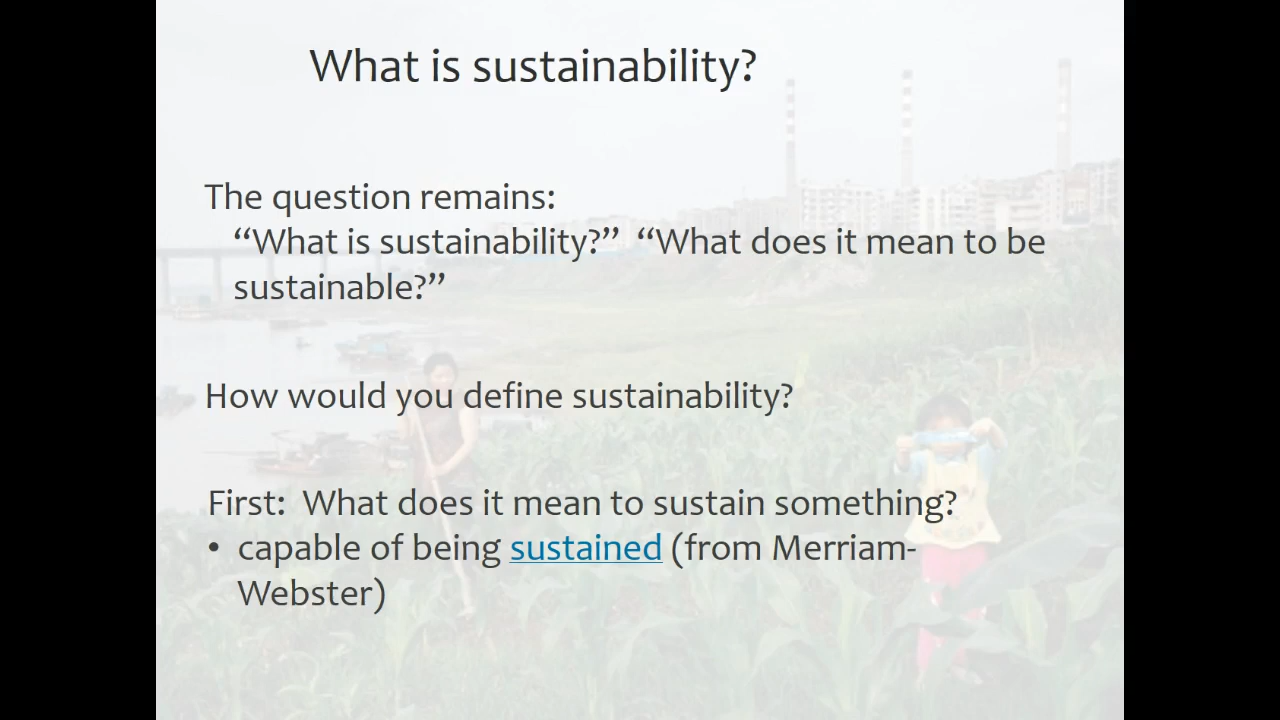 What is sustainability?
The question remains:
“What is sustainability?”  “What does it mean to be
sustainable?”
How would you define sustainability?
First:  What does it mean to sustain something?
• capable of being sustained (from Merriam-
Webster)